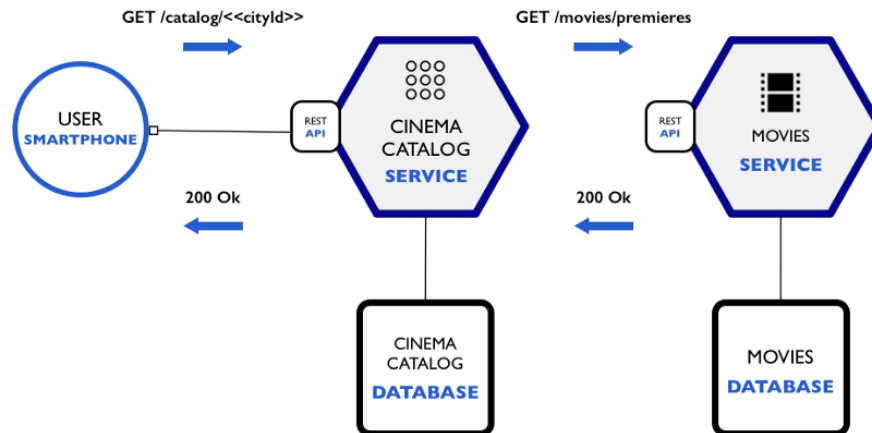 GET /catalog/<<cityId>>
GET /movies/premieres
USER
SMARTPHONE
REST
API
CINEMA
CATALOG
SERVICE
REST
API
MOVIES
SERVICE
200 Ok
200 Ok
CINEMA
CATALOG
DATABASE
MOVIES
DATABASE